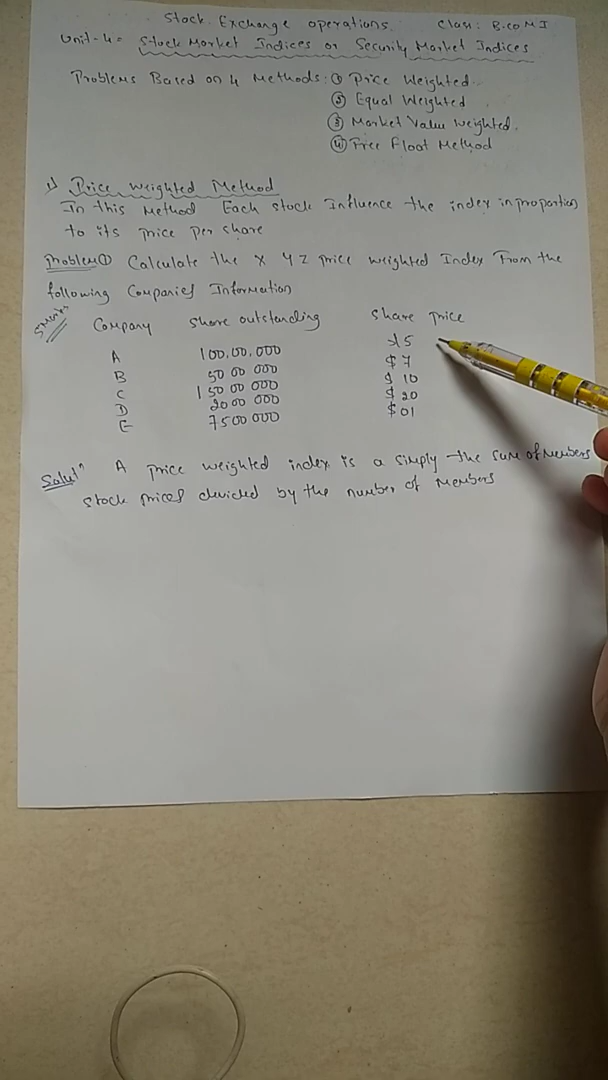 Stock Exchange operations. Class: B.COM I
Unit-4 = Stock Market Indices or Security Market Indices
Problems Based on 4 Methods: ① Price Weighted.
② Equal Weighted
③ Market Value Weighted.
④ Free Float Method
1) Price Weighted Method
In this Method Each stock Influence the index in proportion
to its price per share
Problem① Calculate the X Y Z price weighted Index From the
following Companies Information
5 Marks
Company Share outstanding Share price
A 100,00,000 $ 5
B 50 00 000 $ 7
C 1 50 00 000 $ 10
D 20 00 000 $ 20
E 7500 000 $ 01
Solutn A price weighted index is a simply the sum of Members
stock prices devided by the number of Members